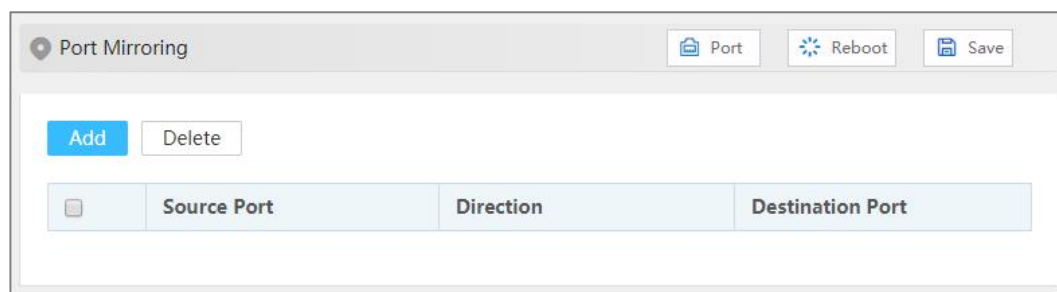 Port Mirroring Port Reboot Save
Add Delete
Source Port Direction Destination Port